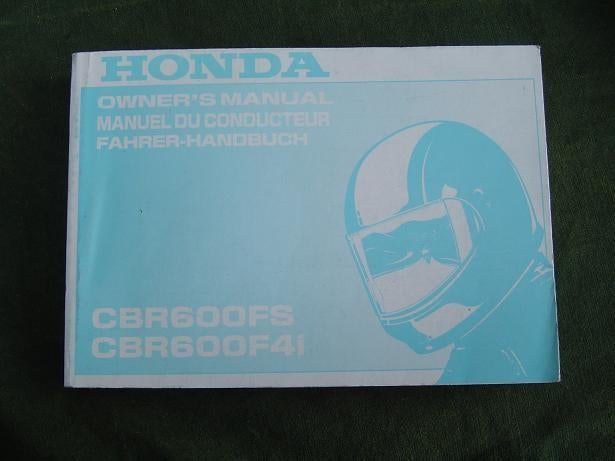 HONDA
OWNER'S MANUAL
MANUEL DU CONDUCTEUR
FAHRER-HANDBUCH
CBR600FS
CBR600F4i